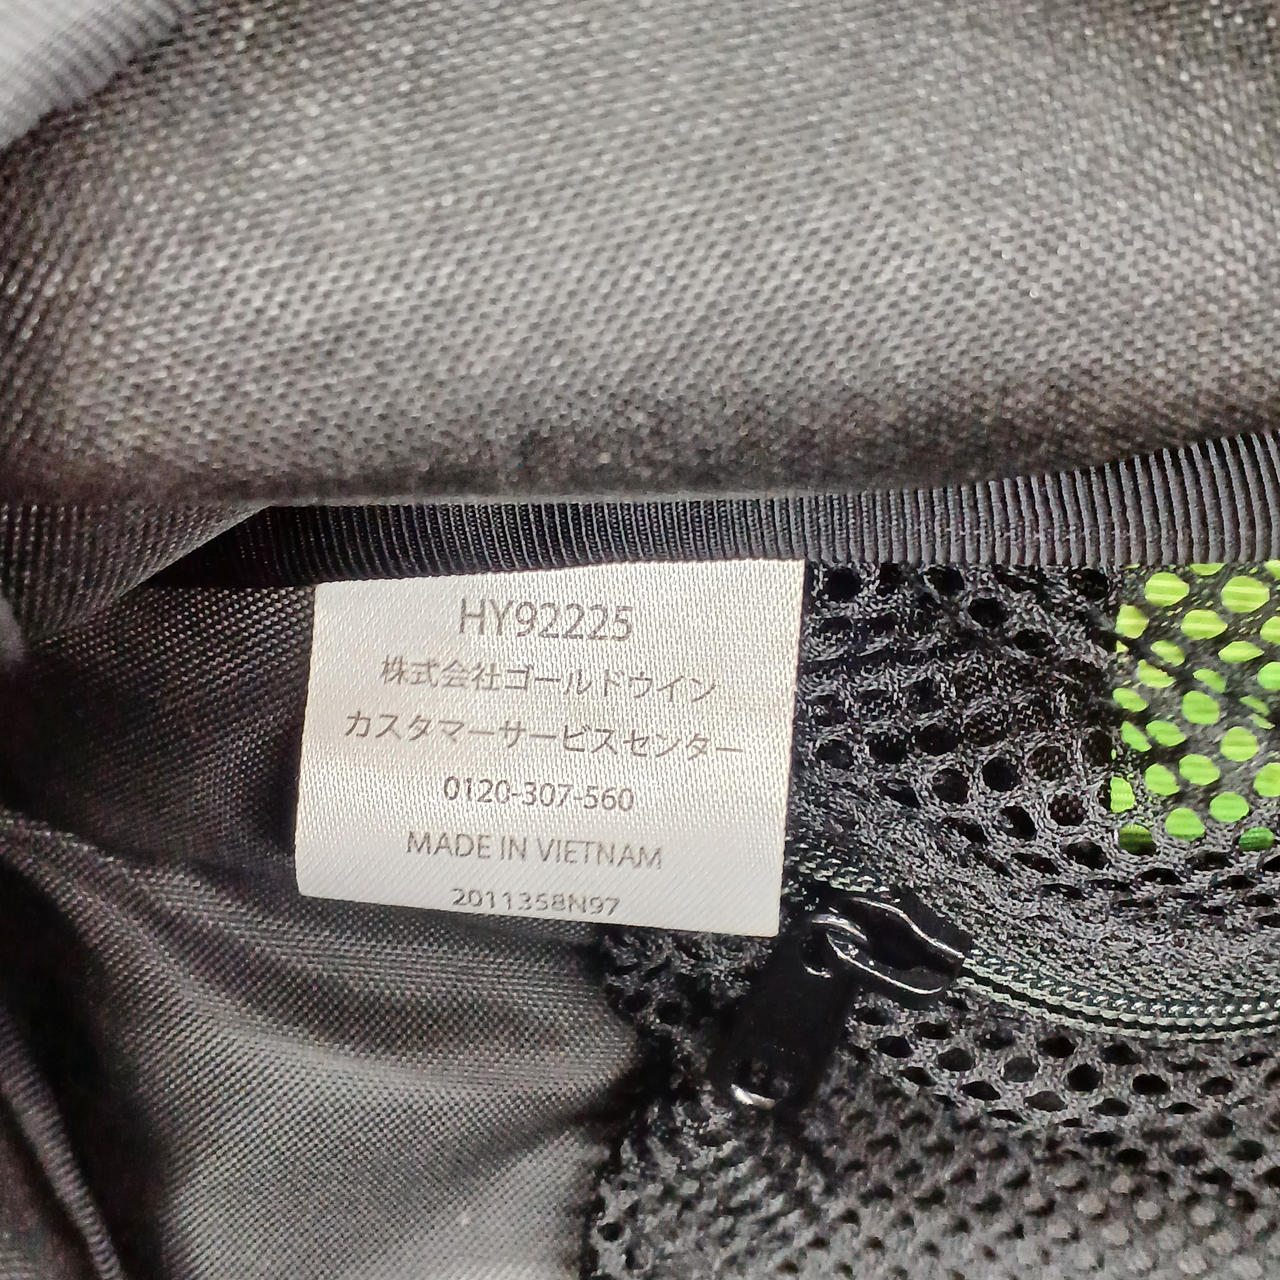 HY92225
株式会社ゴールドウイン
カスタマーサービスセンター
0120-307-560
MADE IN VIETNAM
2011358N97